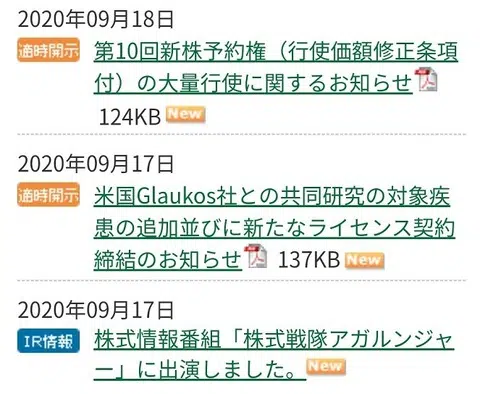 2020年09月18日
適時開示 第10回新株予約権（行使価額修正条項
付）の大量行使に関するお知らせ
124KB New
2020年09月17日
適時開示 米国Glaukos社との共同研究の対象疾
患の追加並びに新たなライセンス契約
締結のお知らせ 137KB New
2020年09月17日
IR情報 株式情報番組「株式戦隊アガルンジャ
ー」に出演しました。 New